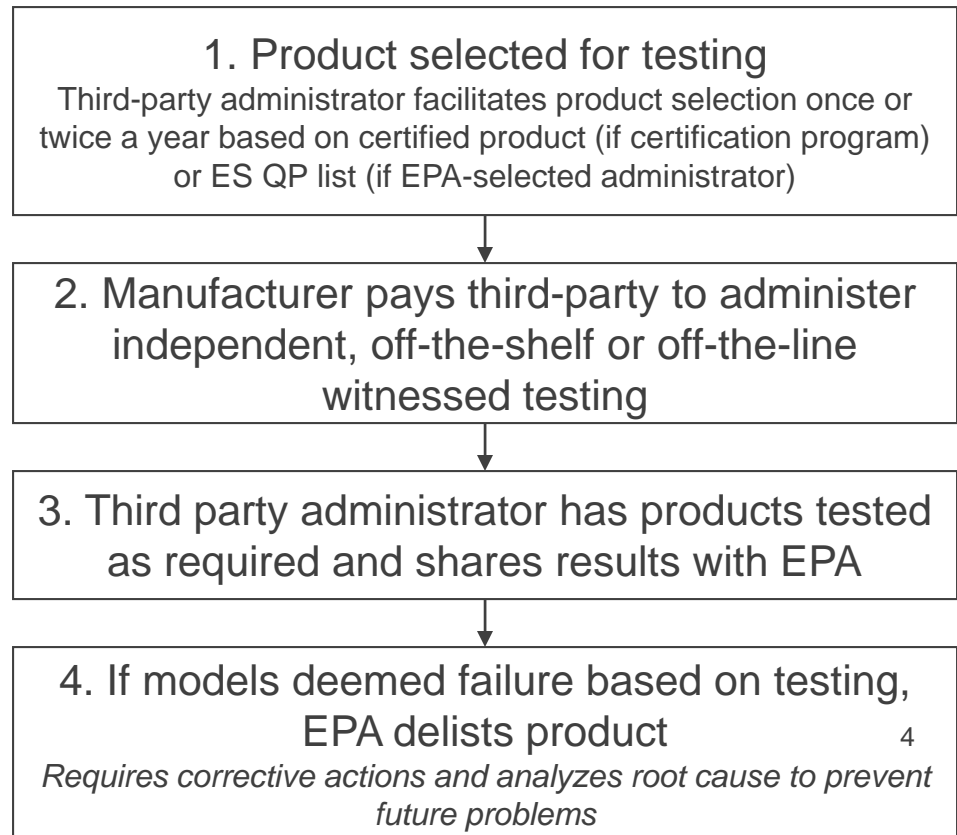 1. Product selected for testing
Third-party administrator facilitates product selection once or
twice a year based on certified product (if certification program)
or ES QP list (if EPA-selected administrator)
2. Manufacturer pays third-party to administer
independent, off-the-shelf or off-the-line
witnessed testing
3. Third party administrator has products tested
as required and shares results with EPA
4. If models deemed failure based on testing,
EPA delists product
4
Requires corrective actions and analyzes root cause to prevent
future problems